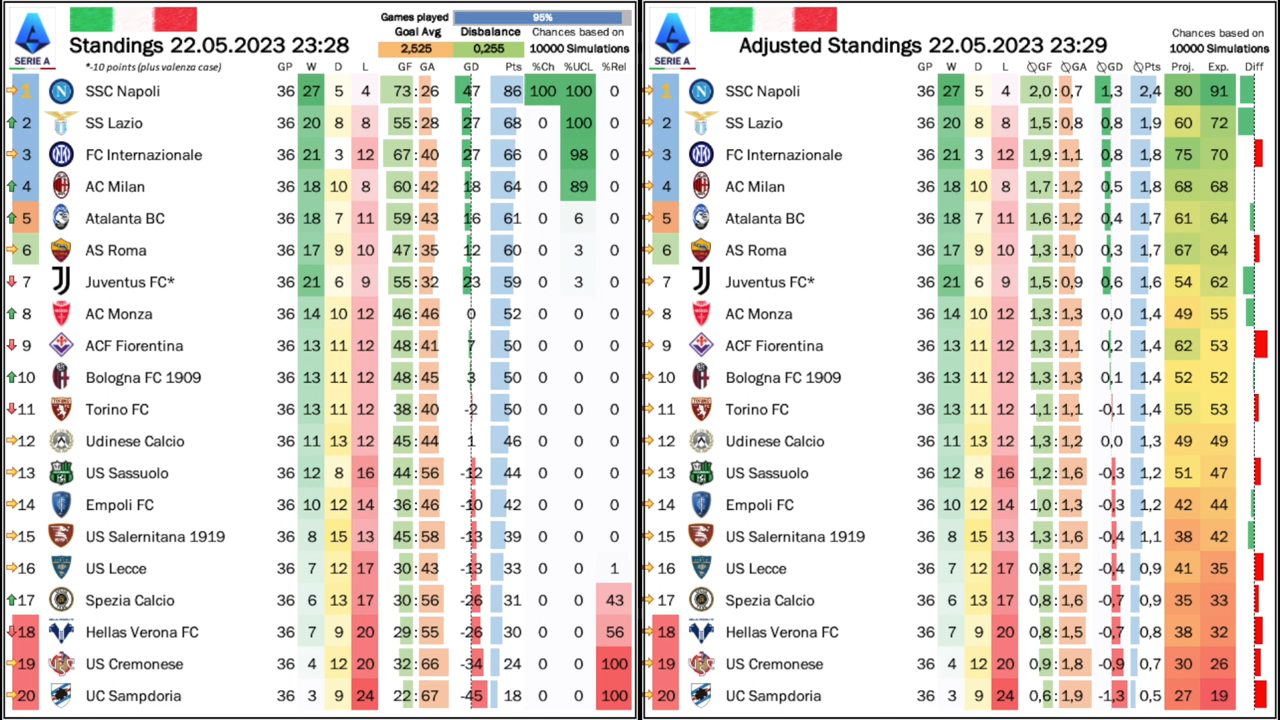 Games played 95%
Goal Avg Disbalance Chances based on
SERIE A Standings 22.05.2023 23:28 2,525 0,255 10000 Simulations
*-10 points (plus valenza case) GP W D L GF GA GD Pts %Ch %UCL %Rel
1 SSC Napoli 36 27 5 4 73:26 47 86 100 100 0
2 SS Lazio 36 20 8 8 55:28 27 68 0 100 0
3 FC Internazionale 36 21 3 12 67:40 27 66 0 98 0
4 AC Milan 36 18 10 8 60:42 18 64 0 89 0
5 Atalanta BC 36 18 7 11 59:43 16 61 0 6 0
6 AS Roma 36 17 9 10 47:35 12 60 0 3 0
7 Juventus FC* 36 21 6 9 55:32 23 59 0 3 0
8 AC Monza 36 14 10 12 46:46 0 52 0 0 0
9 ACF Fiorentina 36 13 11 12 48:41 7 50 0 0 0
10 Bologna FC 1909 36 13 11 12 48:45 3 50 0 0 0
11 Torino FC 36 13 11 12 38:40 -2 50 0 0 0
12 Udinese Calcio 36 11 13 12 45:44 1 46 0 0 0
13 US Sassuolo 36 12 8 16 44:56 -12 44 0 0 0
14 Empoli FC 36 10 12 14 36:46 -10 42 0 0 0
15 US Salernitana 1919 36 8 15 13 45:58 -13 39 0 0 0
16 US Lecce 36 7 12 17 30:43 -13 33 0 0 1
17 Spezia Calcio 36 6 13 17 30:56 -26 31 0 0 43
18 Hellas Verona FC 36 7 9 20 29:55 -26 30 0 0 56
19 US Cremonese 36 4 12 20 32:66 -34 24 0 0 100
20 UC Sampdoria 36 3 9 24 22:67 -45 18 0 0 100
Chances based on
SERIE A Adjusted Standings 22.05.2023 23:29 10000 Simulations
GP W D L ∅GF ∅GA ∅GD ∅Pts Proj. Exp. Diff
1 SSC Napoli 36 27 5 4 2,0:0,7 1,3 2,4 80 91
2 SS Lazio 36 20 8 8 1,5:0,8 0,8 1,9 60 72
3 FC Internazionale 36 21 3 12 1,9:1,1 0,8 1,8 75 70
4 AC Milan 36 18 10 8 1,7:1,2 0,5 1,8 68 68
5 Atalanta BC 36 18 7 11 1,6:1,2 0,4 1,7 61 64
6 AS Roma 36 17 9 10 1,3:1,0 0,3 1,7 67 64
7 Juventus FC* 36 21 6 9 1,5:0,9 0,6 1,6 54 62
8 AC Monza 36 14 10 12 1,3:1,3 0,0 1,4 49 55
9 ACF Fiorentina 36 13 11 12 1,3:1,1 0,2 1,4 62 53
10 Bologna FC 1909 36 13 11 12 1,3:1,3 0,1 1,4 52 52
11 Torino FC 36 13 11 12 1,1:1,1 -0,1 1,4 55 53
12 Udinese Calcio 36 11 13 12 1,3:1,2 0,0 1,3 49 49
13 US Sassuolo 36 12 8 16 1,2:1,6 -0,3 1,2 51 47
14 Empoli FC 36 10 12 14 1,0:1,3 -0,3 1,2 42 44
15 US Salernitana 1919 36 8 15 13 1,3:1,6 -0,4 1,1 38 42
16 US Lecce 36 7 12 17 0,8:1,2 -0,4 0,9 41 35
17 Spezia Calcio 36 6 13 17 0,8:1,6 -0,7 0,9 35 33
18 Hellas Verona FC 36 7 9 20 0,8:1,5 -0,7 0,8 38 32
19 US Cremonese 36 4 12 20 0,9:1,8 -0,9 0,7 30 26
20 UC Sampdoria 36 3 9 24 0,6:1,9 -1,3 0,5 27 19